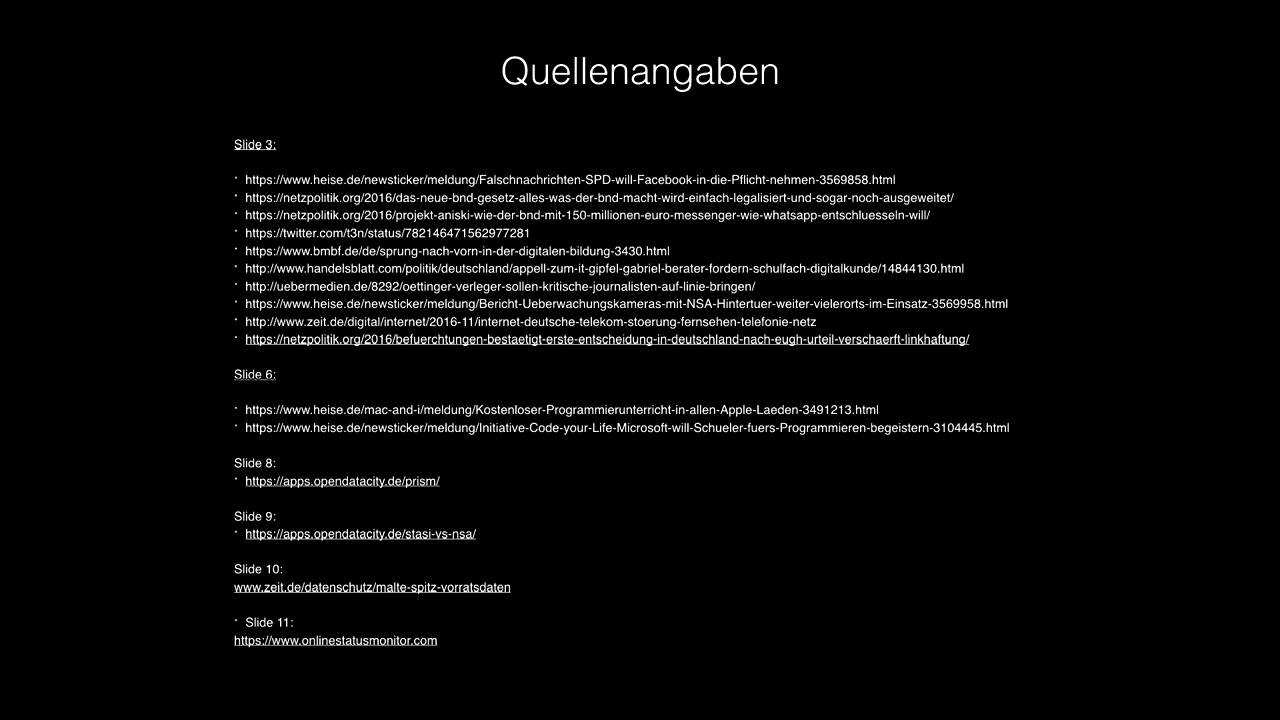 Quellenangaben
Slide 3:
• https://www.heise.de/newsticker/meldung/Falschnachrichten-SPD-will-Facebook-in-die-Pflicht-nehmen-3569858.html
• https://netzpolitik.org/2016/das-neue-bnd-gesetz-alles-was-der-bnd-macht-wird-einfach-legalisiert-und-sogar-noch-ausgeweitet/
• https://netzpolitik.org/2016/projekt-aniski-wie-der-bnd-mit-150-millionen-euro-messenger-wie-whatsapp-entschluesseln-will/
• https://twitter.com/t3n/status/782146471562977281
• https://www.bmbf.de/de/sprung-nach-vorn-in-der-digitalen-bildung-3430.html
• http://www.handelsblatt.com/politik/deutschland/appell-zum-it-gipfel-gabriel-berater-fordern-schulfach-digitalkunde/14844130.html
• http://uebermedien.de/8292/oettinger-verleger-sollen-kritische-journalisten-auf-linie-bringen/
• https://www.heise.de/newsticker/meldung/Bericht-Ueberwachungskameras-mit-NSA-Hintertuer-weiter-vielerorts-im-Einsatz-3569958.html
• http://www.zeit.de/digital/internet/2016-11/internet-deutsche-telekom-stoerung-fernsehen-telefonie-netz
• https://netzpolitik.org/2016/befuerchtungen-bestaetigt-erste-entscheidung-in-deutschland-nach-eugh-urteil-verschaerft-linkhaftung/
Slide 6:
• https://www.heise.de/mac-and-i/meldung/Kostenloser-Programmierunterricht-in-allen-Apple-Laeden-3491213.html
• https://www.heise.de/newsticker/meldung/Initiative-Code-your-Life-Microsoft-will-Schueler-fuers-Programmieren-begeistern-3104445.html
Slide 8:
• https://apps.opendatacity.de/prism/
Slide 9:
• https://apps.opendatacity.de/stasi-vs-nsa/
Slide 10:
www.zeit.de/datenschutz/malte-spitz-vorratsdaten
• Slide 11:
https://www.onlinestatusmonitor.com